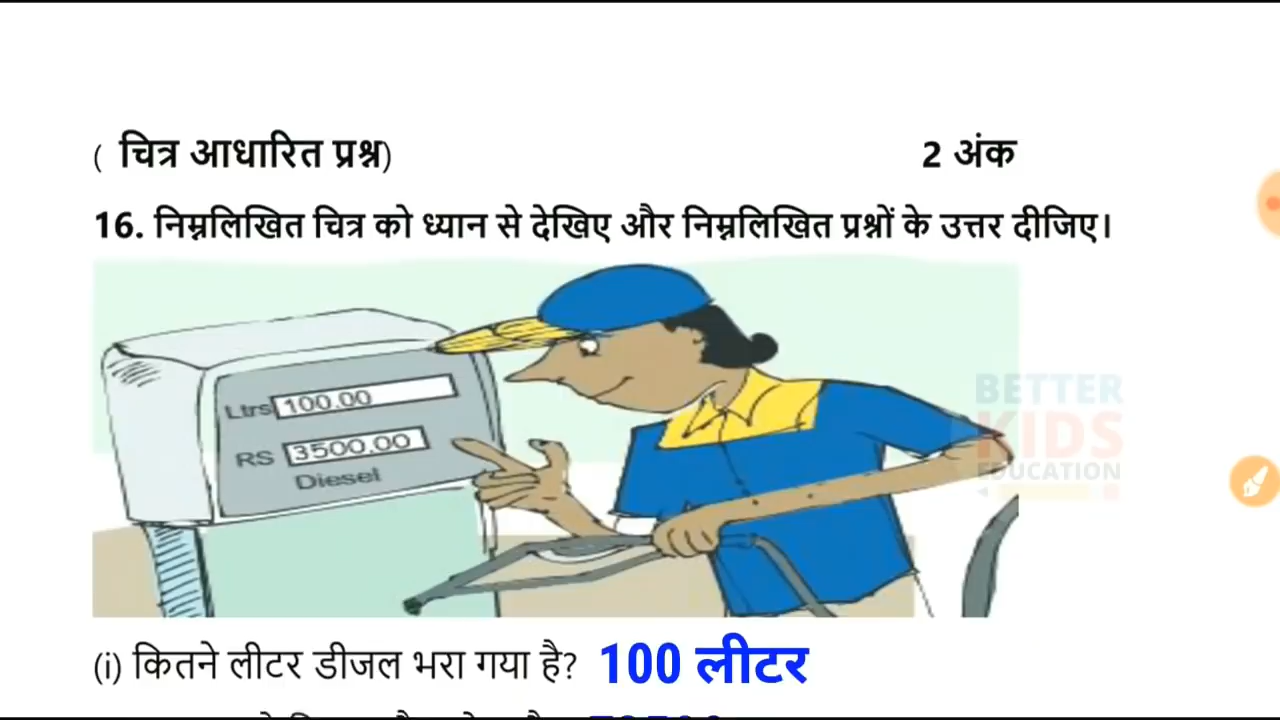 ( चित्र आधारित प्रश्न) 2 अंक
16. निम्नलिखित चित्र को ध्यान से देखिए और निम्नलिखित प्रश्नों के उत्तर दीजिए।
Ltrs 100.00
RS 3500.00
Diesel
BETTER
KIDS
EDUCATION
(i) कितने लीटर डीजल भरा गया है? 100 लीटर